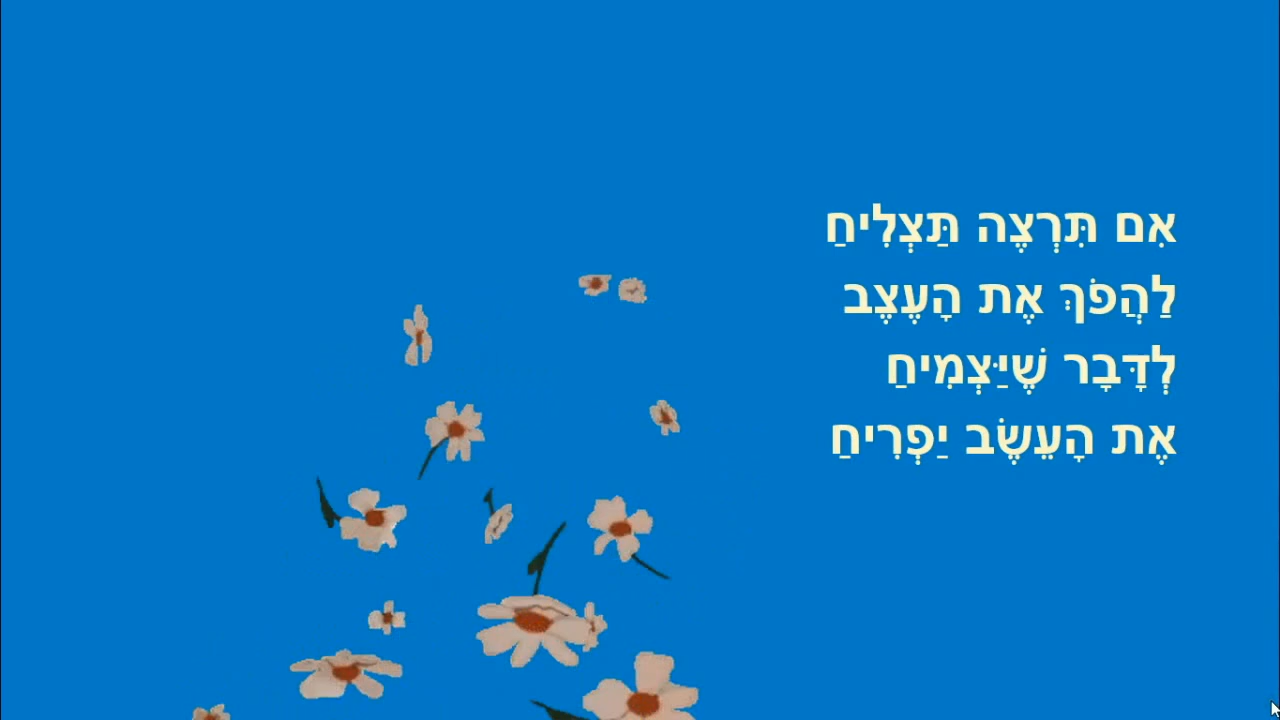 אִם תִּרְצֶה תַּצְלִיחַ
לַהֲפֹךְ אֶת הָעֶצֶב
לְדָּבָר שֶׁיַּצְמִיחַ
אֶת הָעֵשֶׂב יַפְרִיחַ